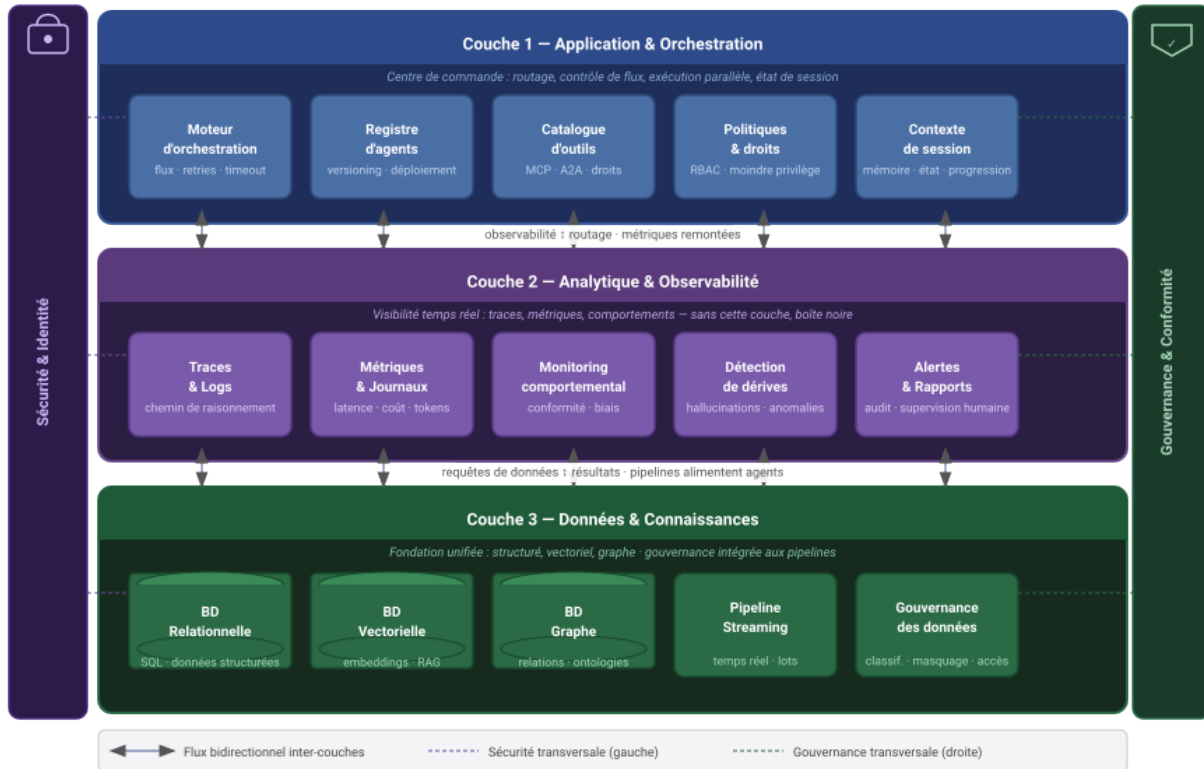 Couche 1 — Application & Orchestration
Centre de commande : routage, contrôle de flux, exécution parallèle, état de session
Moteur
d'orchestration
flux · retries · timeout
Registre
d'agents
versioning · déploiement
Catalogue
d'outils
MCP · A2A · droits
Politiques
& droits
RBAC · moindre privilège
Contexte
de session
mémoire · état · progression
observabilité ↕ routage · métriques remontées
Couche 2 — Analytique & Observabilité
Visibilité temps réel : traces, métriques, comportements — sans cette couche, boîte noire
Traces
& Logs
chemin de raisonnement
Métriques
& Journaux
latence · coût · tokens
Monitoring
comportemental
conformité · biais
Détection
de dérives
hallucinations · anomalies
Alertes
& Rapports
audit · supervision humaine
requêtes de données ↕ résultats · pipelines alimentent agents
Couche 3 — Données & Connaissances
Fondation unifiée : structuré, vectoriel, graphe · gouvernance intégrée aux pipelines
BD
Relationnelle
SQL · données structurées
BD
Vectorielle
embeddings · RAG
BD
Graphe
relations · ontologies
Pipeline
Streaming
temps réel · lots
Gouvernance
des données
classif. · masquage · accès
Sécurité & Identité
Gouvernance & Conformité
Flux bidirectionnel inter-couches
Sécurité transversale (gauche)
Gouvernance transversale (droite)